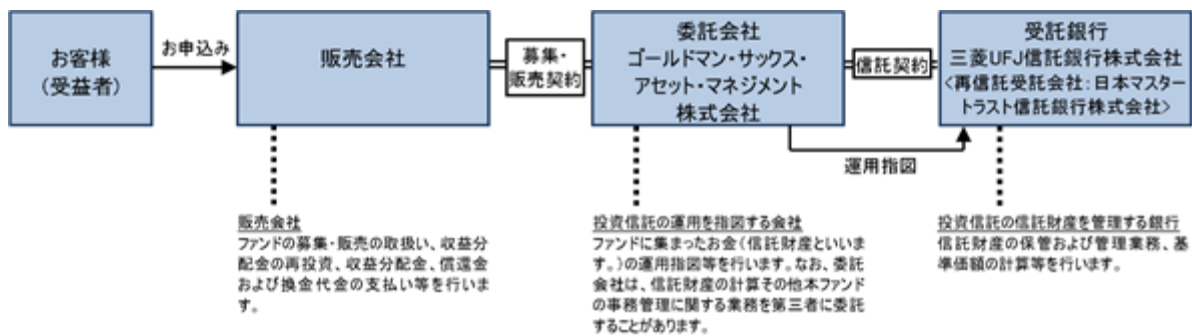 お客様
（受益者）
お申込み
販売会社
募集・
販売契約
委託会社
ゴールドマン・サックス・
アセット・マネジメント
株式会社
信託契約
受託銀行
三菱UFJ信託銀行株式会社
<再信託受託会社：日本マスター
トラスト信託銀行株式会社>
運用指図
販売会社
ファンドの募集・販売の取扱い、収益分
配金の再投資、収益分配金、償還金
および換金代金の支払い等を行いま
す。
投資信託の運用を指図する会社
ファンドに集まったお金（信託財産といいま
す。）の運用指図等を行います。なお、委託
会社は、信託財産の計算その他本ファンド
の事務管理に関する業務を第三者に委託
することがあります。
投資信託の信託財産を管理する銀行
信託財産の保管および管理業務、基
準価額の計算等を行います。